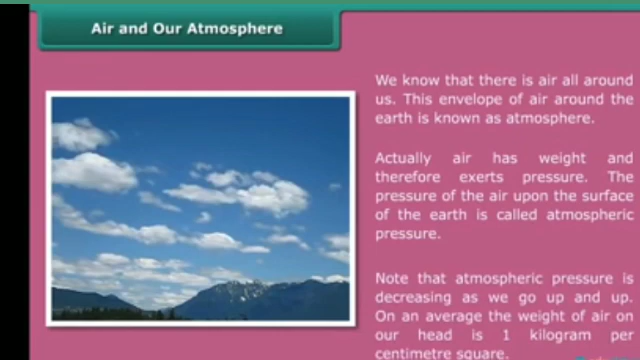 Air and Our Atmosphere
We know that there is air all around
us. This envelope of air around the
earth is known as atmosphere.
Actually air has weight and
therefore exerts pressure. The
pressure of the air upon the surface
of the earth is called atmospheric
pressure.
Note that atmospheric pressure is
decreasing as we go up and up.
On an average the weight of air on
our head is 1 kilogram per
centimetre square.